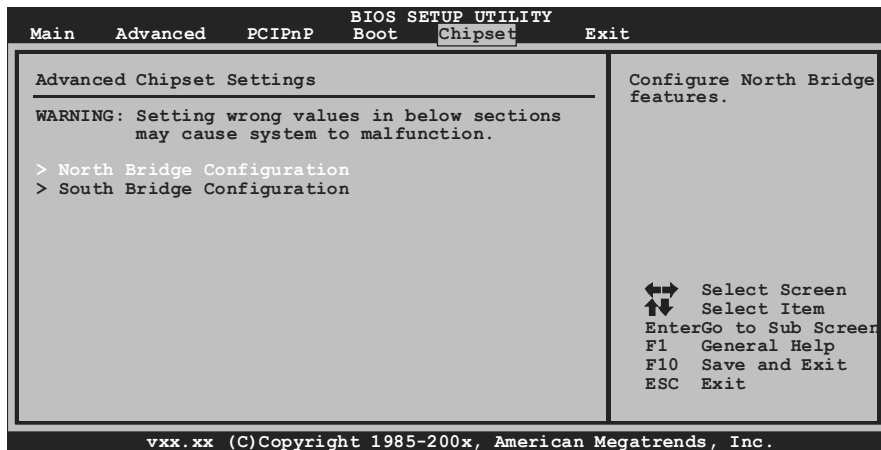 BIOS SETUP UTILITY
Main Advanced PCIPnP Boot Chipset Exit
Advanced Chipset Settings
WARNING: Setting wrong values in below sections
may cause system to malfunction.
> North Bridge Configuration
> South Bridge Configuration
Configure North Bridge
features.
Select Screen
Select Item
EnterGo to Sub Screen
F1 General Help
F10 Save and Exit
ESC Exit
vxx.xx (C)Copyright 1985-200x, American Megatrends, Inc.